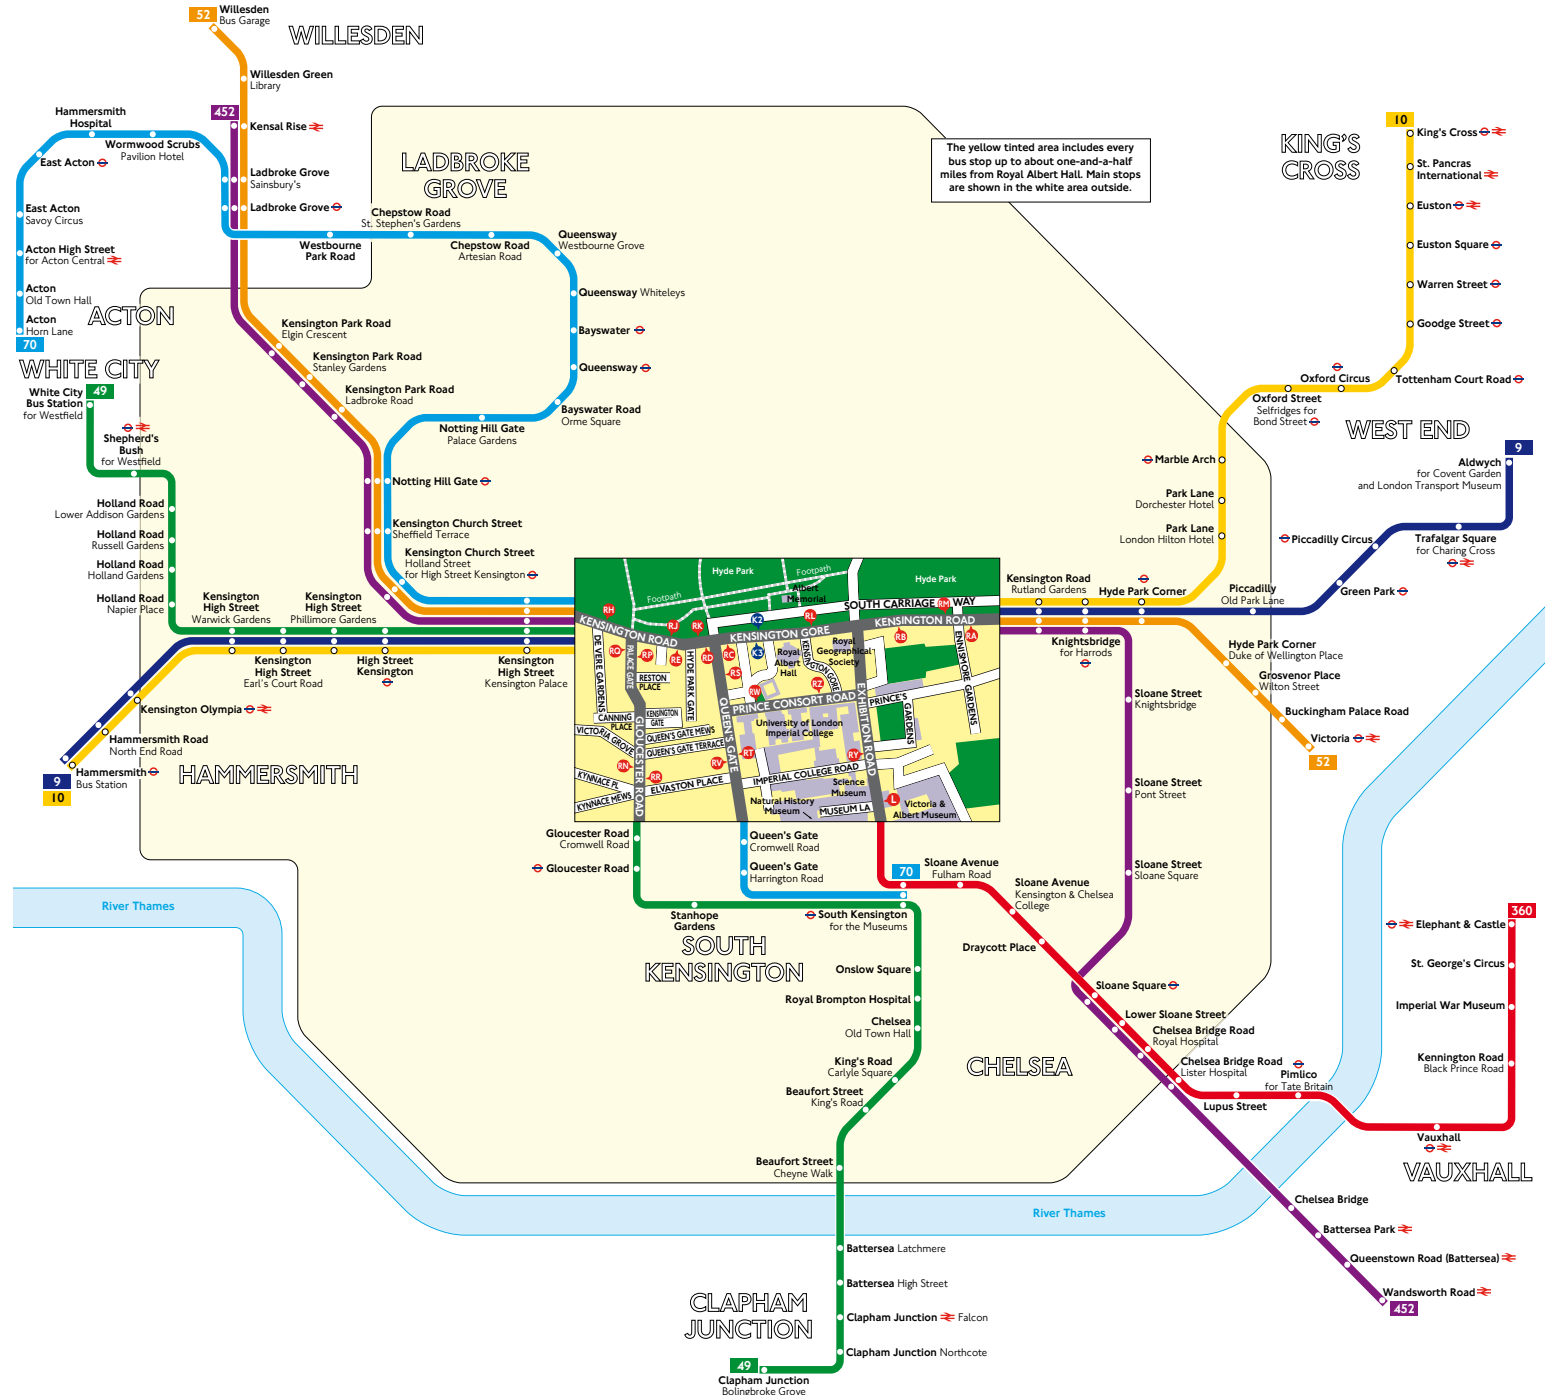 52
Willesden
Bus Garage
WILLESDEN
Willesden Green
Library
452
Kensal Rise
Hammersmith
Hospital
Wormwood Scrubs
Pavilion Hotel
East Acton
East Acton
Savoy Circus
Acton High Street
for Acton Central
Acton
Old Town Hall
ACTON
Acton
Horn Lane
70
Ladbroke Grove
Sainsbury's
Ladbroke Grove
LADBROKE
GROVE
Westbourne
Park Road
Chepstow Road
St. Stephen's Gardens
Chepstow Road
Artesian Road
Queensway
Westbourne Grove
Queensway Whiteleys
Bayswater
Queensway
Bayswater Road
Orme Square
Notting Hill Gate
Palace Gardens
The yellow tinted area includes every
bus stop up to about one-and-a-half
miles from Royal Albert Hall. Main stops
are shown in the white area outside.
KING'S
CROSS
10
King's Cross
St. Pancras
International
Euston
Euston Square
Warren Street
Goodge Street
Tottenham Court Road
Oxford Circus
Oxford Street
Selfridges for
Bond Street
WEST END
Marble Arch
Park Lane
Dorchester Hotel
Park Lane
London Hilton Hotel
9
Aldwych
for Covent Garden
and London Transport Museum
Trafalgar Square
for Charing Cross
Piccadilly Circus
Green Park
Piccadilly
Old Park Lane
Hyde Park Corner
Kensington Road
Rutland Gardens
WHITE CITY
White City
Bus Station
for Westfield
49
Shepherd's
Bush
for Westfield
Holland Road
Lower Addison Gardens
Holland Road
Russell Gardens
Holland Road
Holland Gardens
Holland Road
Napier Place
Kensington Park Road
Elgin Crescent
Kensington Park Road
Stanley Gardens
Kensington Park Road
Ladbroke Road
Notting Hill Gate
Kensington Church Street
Sheffield Terrace
Kensington Church Street
Holland Street
for High Street Kensington
Kensington
High Street
Warwick Gardens
Kensington
High Street
Phillimore Gardens
Kensington
High Street
Earl's Court Road
High Street
Kensington
Kensington
High Street
Kensington Palace
Kensington Olympia
Hammersmith Road
North End Road
Hammersmith
Bus Station
9
10
HAMMERSMITH
Hyde Park
Footpath
Hyde Park
Footpath
Albert
Memorial
SOUTH CARRIAGE WAY
RM
RH
RJ
RK
K2
RL
KENSINGTON ROAD
KENSINGTON GORE
KENSINGTON ROAD
RQ
RP
RE
RD
RC
K3
RB
RA
RS
Royal
Albert
Hall
Royal
Geographical
Society
KENSINGTON GORE
DE VERE GARDENS
PALACE GATE
RESTON
PLACE
HYDE PARK GATE
ENNISMORE GARDENS
RW
RZ
PRINCE CONSORT ROAD
PRINCE'S
GARDENS
CANNING
PLACE
KENSINGTON
GATE
VICTORIA GROVE
QUEEN'S GATE MEWS
QUEEN'S GATE TERRACE
QUEEN'S GATE
University of London
Imperial College
EXHIBITION ROAD
GLOUCESTER ROAD
RN
RR
RV
RT
RY
KYNNACE PL
KYNNACE MEWS
ELVASTON PLACE
IMPERIAL COLLEGE ROAD
Science
Museum
Natural History
Museum
MUSEUM LA
L
Victoria &
Albert Museum
Knightsbridge
for Harrods
Hyde Park Corner
Duke of Wellington Place
Grosvenor Place
Wilton Street
Buckingham Palace Road
Victoria
52
Sloane Street
Knightsbridge
Sloane Street
Pont Street
Sloane Street
Sloane Square
Gloucester Road
Cromwell Road
Gloucester Road
Queen's Gate
Cromwell Road
Queen's Gate
Harrington Road
70
Sloane Avenue
Fulham Road
Sloane Avenue
Kensington & Chelsea
College
Draycott Place
Stanhope
Gardens
South Kensington
for the Museums
SOUTH
KENSINGTON
Onslow Square
Royal Brompton Hospital
Chelsea
Old Town Hall
King's Road
Carlyle Square
Beaufort Street
King's Road
Beaufort Street
Cheyne Walk
CHELSEA
Sloane Square
Lower Sloane Street
Chelsea Bridge Road
Royal Hospital
Chelsea Bridge Road
Lister Hospital
Pimlico
for Tate Britain
Lupus Street
Vauxhall
VAUXHALL
360
Elephant & Castle
St. George's Circus
Imperial War Museum
Kennington Road
Black Prince Road
River Thames
River Thames
Chelsea Bridge
Battersea Park
Queenstown Road (Battersea)
Wandsworth Road
452
Battersea Latchmere
Battersea High Street
Clapham Junction Falcon
Clapham Junction Northcote
CLAPHAM
JUNCTION
49
Clapham Junction
Bolingbroke Grove